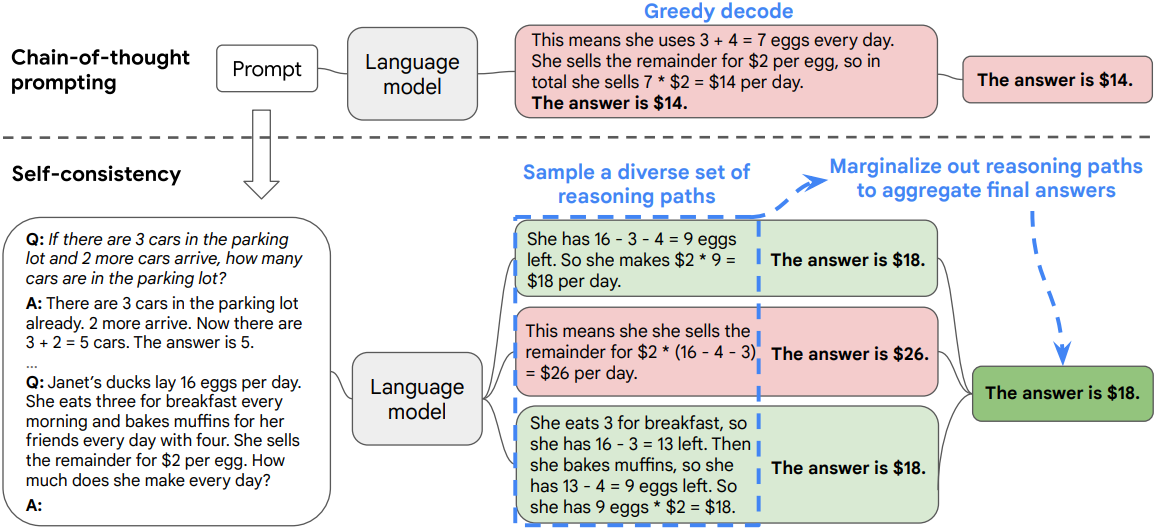 Greedy decode
Chain-of-thought
prompting
Prompt
Language
model
This means she uses 3 + 4 = 7 eggs every day.
She sells the remainder for $2 per egg, so in
total she sells 7 * $2 = $14 per day.
The answer is $14.
The answer is $14.
Self-consistency
Sample a diverse set of
reasoning paths
Marginalize out reasoning paths
to aggregate final answers
Q: If there are 3 cars in the parking
lot and 2 more cars arrive, how many
cars are in the parking lot?
A: There are 3 cars in the parking lot
already. 2 more arrive. Now there are
3 + 2 = 5 cars. The answer is 5.
...
Q: Janet's ducks lay 16 eggs per day.
She eats three for breakfast every
morning and bakes muffins for her
friends every day with four. She sells
the remainder for $2 per egg. How
much does she make every day?
A:
Language
model
She has 16 - 3 - 4 = 9 eggs
left. So she makes $2 * 9 =
$18 per day.
The answer is $18.
This means she she sells the
remainder for $2 * (16 - 4 - 3)
= $26 per day.
The answer is $26.
She eats 3 for breakfast, so
she has 16 - 3 = 13 left. Then
she bakes muffins, so she
has 13 - 4 = 9 eggs left. So
she has 9 eggs * $2 = $18.
The answer is $18.
The answer is $18.